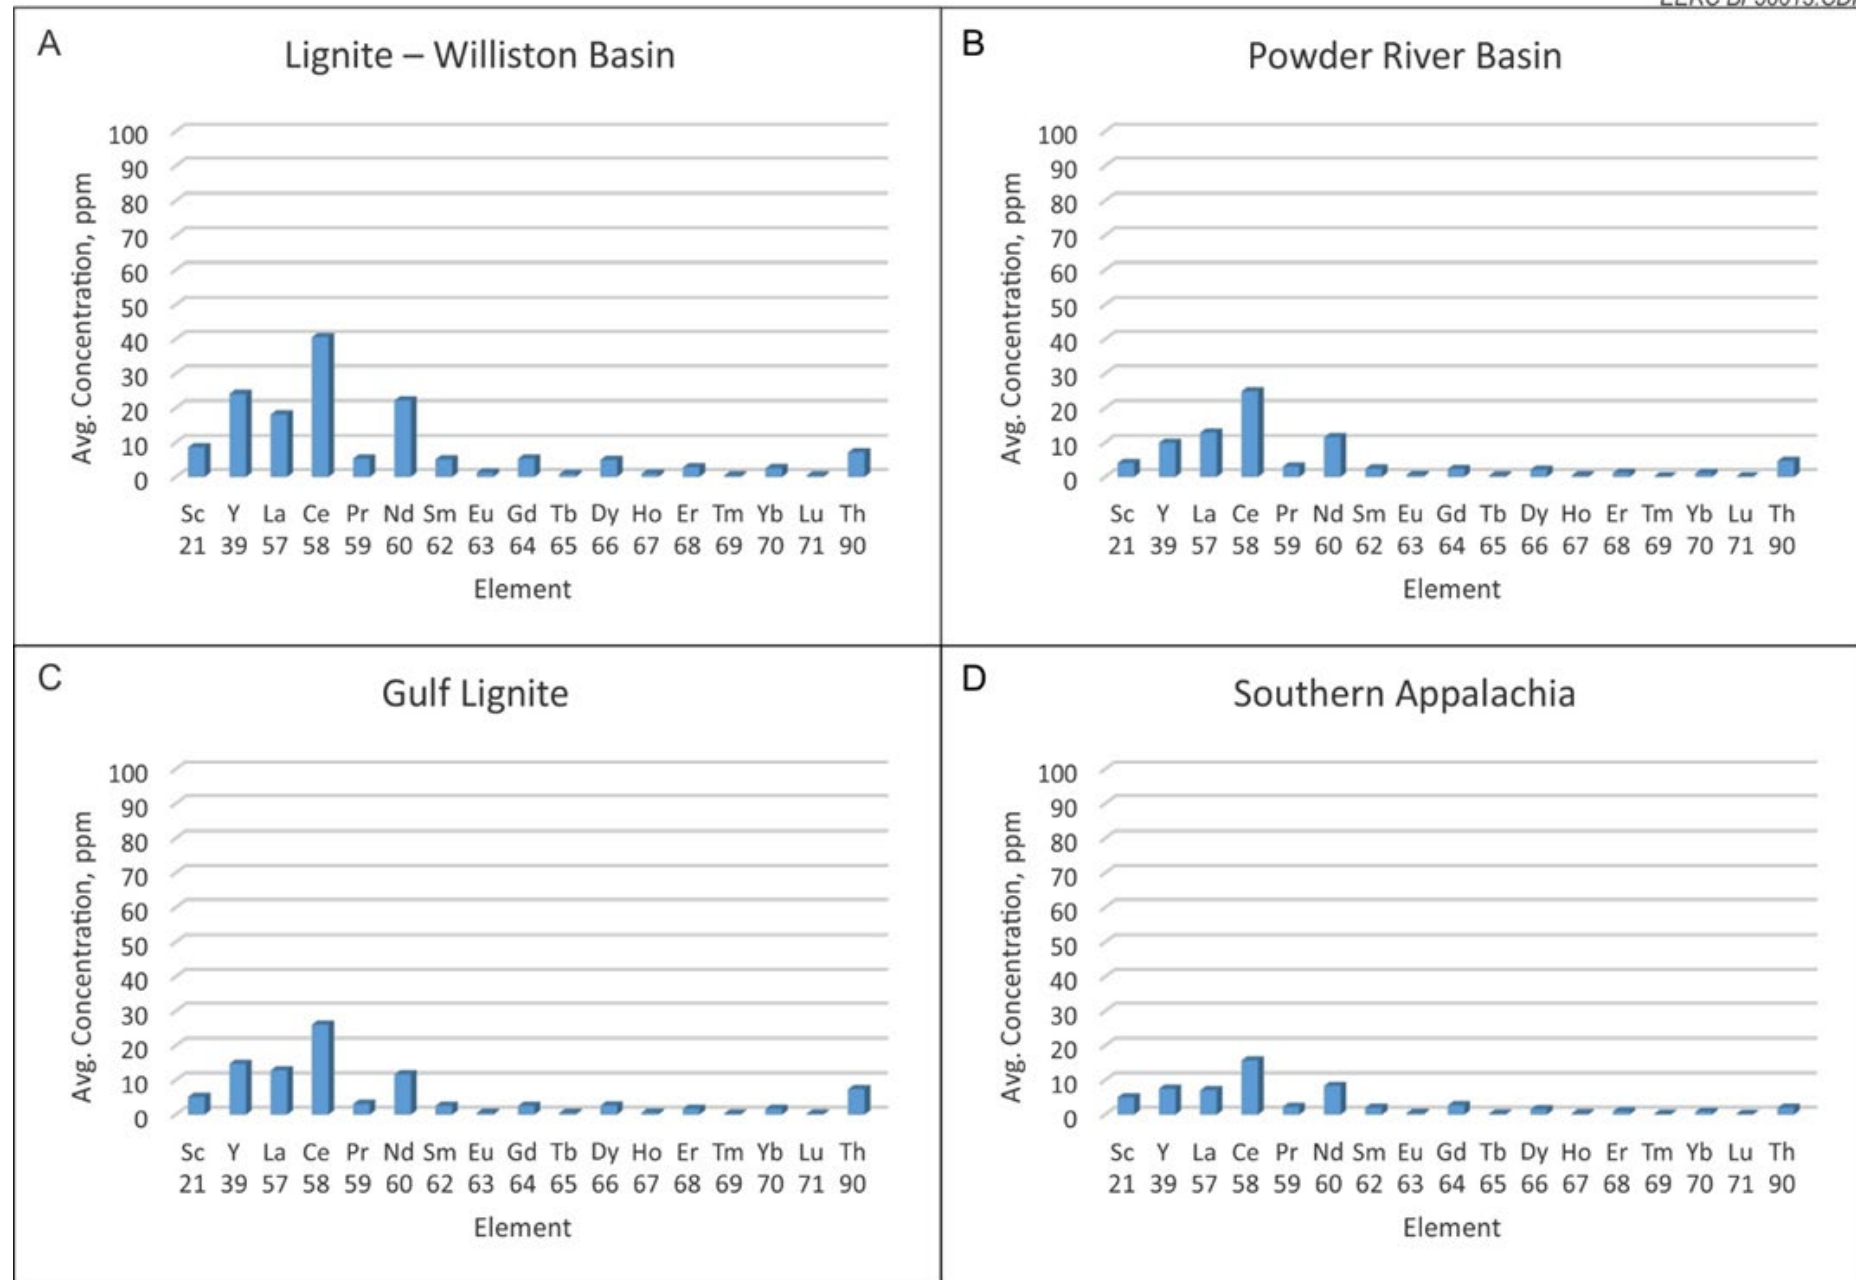 A
Lignite – Williston Basin
100
90
80
70
60
50
40
30
20
10
0
Avg. Concentration, ppm
Sc Y La Ce Pr Nd Sm Eu Gd Tb Dy Ho Er Tm Yb Lu Th
21 39 57 58 59 60 62 63 64 65 66 67 68 69 70 71 90
Element
B
Powder River Basin
100
90
80
70
60
50
40
30
20
10
0
Avg. Concentration, ppm
Sc Y La Ce Pr Nd Sm Eu Gd Tb Dy Ho Er Tm Yb Lu Th
21 39 57 58 59 60 62 63 64 65 66 67 68 69 70 71 90
Element
C
Gulf Lignite
100
90
80
70
60
50
40
30
20
10
0
Avg. Concentration, ppm
Sc Y La Ce Pr Nd Sm Eu Gd Tb Dy Ho Er Tm Yb Lu Th
21 39 57 58 59 60 62 63 64 65 66 67 68 69 70 71 90
Element
D
Southern Appalachia
100
90
80
70
60
50
40
30
20
10
0
Avg. Concentration, ppm
Sc Y La Ce Pr Nd Sm Eu Gd Tb Dy Ho Er Tm Yb Lu Th
21 39 57 58 59 60 62 63 64 65 66 67 68 69 70 71 90
Element